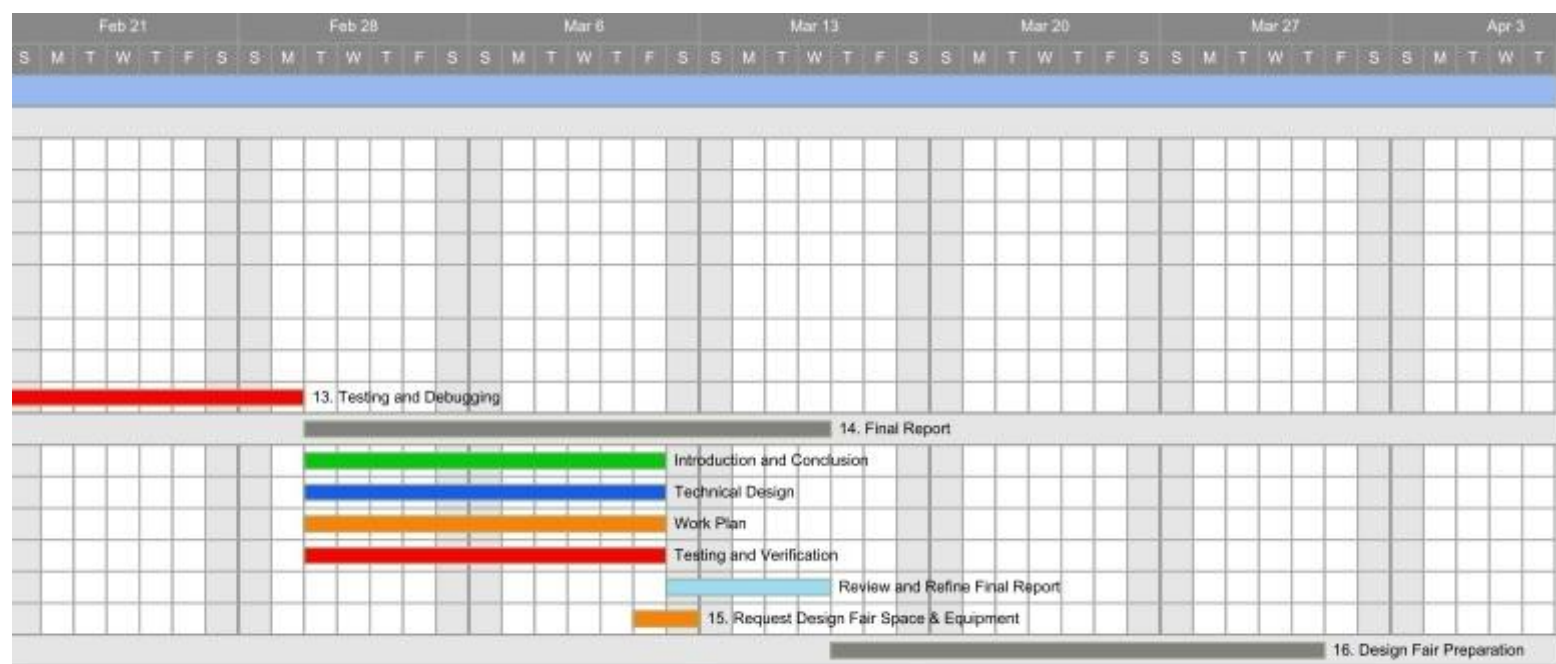 Feb 21 Feb 28 Mar 6 Mar 13 Mar 20 Mar 27 Apr 3
S M T W T F S S M T W T F S S M T W T F S S M T W T F S S M T W T F S S M T W T F S S M T W T
13. Testing and Debugging
14. Final Report
Introduction and Conclusion
Technical Design
Work Plan
Testing and Verification
Review and Refine Final Report
15. Request Design Fair Space & Equipment
16. Design Fair Preparation